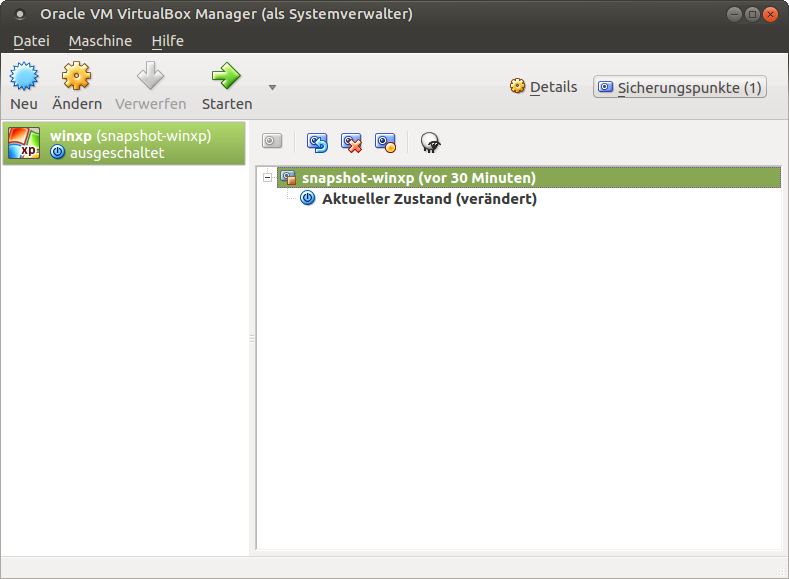 Oracle VM VirtualBox Manager (als Systemverwalter)
Datei Maschine Hilfe
Neu Ändern Verwerfen Starten Details Sicherungspunkte (1)
winxp (snapshot-winxp)
ausgeschaltet
xp
snapshot-winxp (vor 30 Minuten)
Aktueller Zustand (verändert)